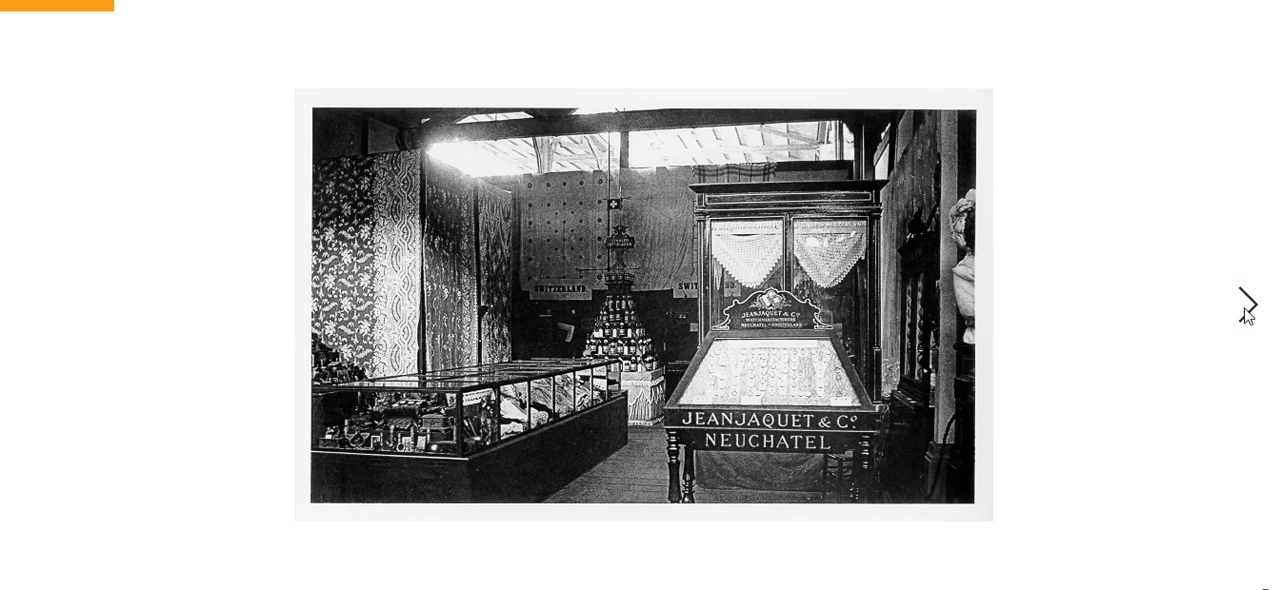 SWITZERLAND.
JEANJAQUET & Cº
WATCH MANUFACTURERS
NEUCHATEL - SWITZERLAND
JEANJAQUET & Cº
NEUCHATEL